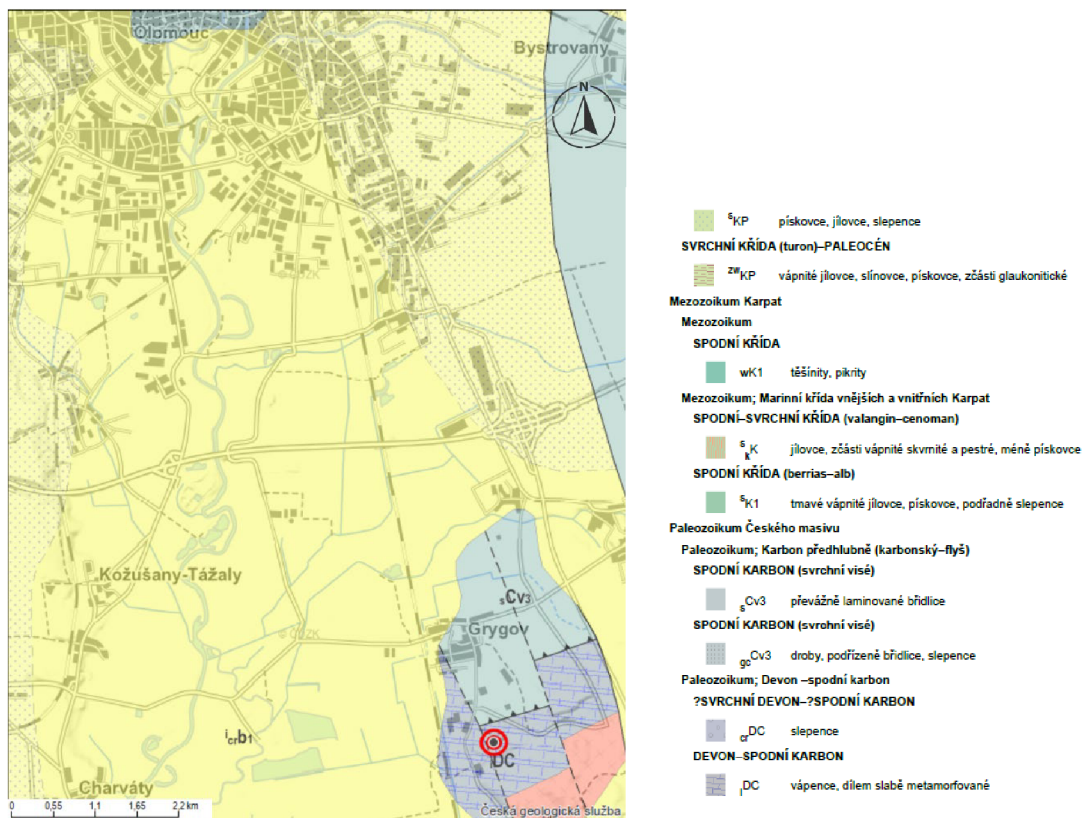 Olomouc
Bystrovany
N
Kožušany-Tážaly
sCv3
Grygov
icrb1
lDC
Charváty
0 0,55 1,1 1,65 2,2 km
Česká geologická služba
sKP pískovce, jílovce, slepence
SVRCHNÍ KŘÍDA (turon)–PALEOCÉN
zwKP vápnité jílovce, slínovce, pískovce, zčásti glaukonitické
Mezozoikum Karpat
Mezozoikum
SPODNÍ KŘÍDA
wK1 těšínity, pikrity
Mezozoikum; Marinní křída vnějších a vnitřních Karpat
SPODNÍ–SVRCHNÍ KŘÍDA (valangin–cenoman)
skK jílovce, zčásti vápnité skvrnité a pestré, méně pískovce
SPODNÍ KŘÍDA (berrias–alb)
sK1 tmavé vápnité jílovce, pískovce, podřadně slepence
Paleozoikum Českého masivu
Paleozoikum; Karbon předhlubně (karbonský–flyš)
SPODNÍ KARBON (svrchní visé)
sCv3 převážně laminované břidlice
SPODNÍ KARBON (svrchní visé)
gcCv3 droby, podřízené břidlice, slepence
Paleozoikum; Devon –spodní karbon
?SVRCHNÍ DEVON–?SPODNÍ KARBON
crDC slepence
DEVON–SPODNÍ KARBON
lDC vápence, dílem slabě metamorfované